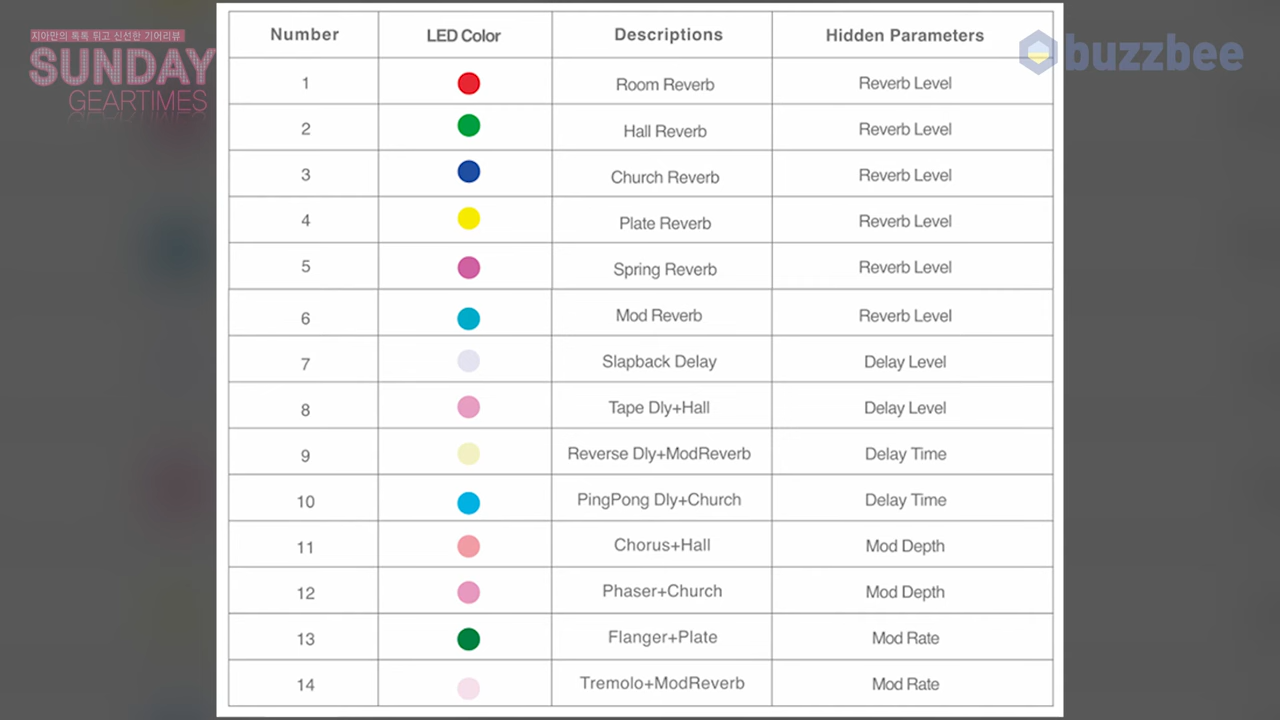 지아만의 톡톡 튀고 신선한 기어리뷰
SUNDAY
GEARTIMES
buzzbee
Number LED Color Descriptions Hidden Parameters
1 Room Reverb Reverb Level
2 Hall Reverb Reverb Level
3 Church Reverb Reverb Level
4 Plate Reverb Reverb Level
5 Spring Reverb Reverb Level
6 Mod Reverb Reverb Level
7 Slapback Delay Delay Level
8 Tape Dly+Hall Delay Level
9 Reverse Dly+ModReverb Delay Time
10 PingPong Dly+Church Delay Time
11 Chorus+Hall Mod Depth
12 Phaser+Church Mod Depth
13 Flanger+Plate Mod Rate
14 Tremolo+ModReverb Mod Rate